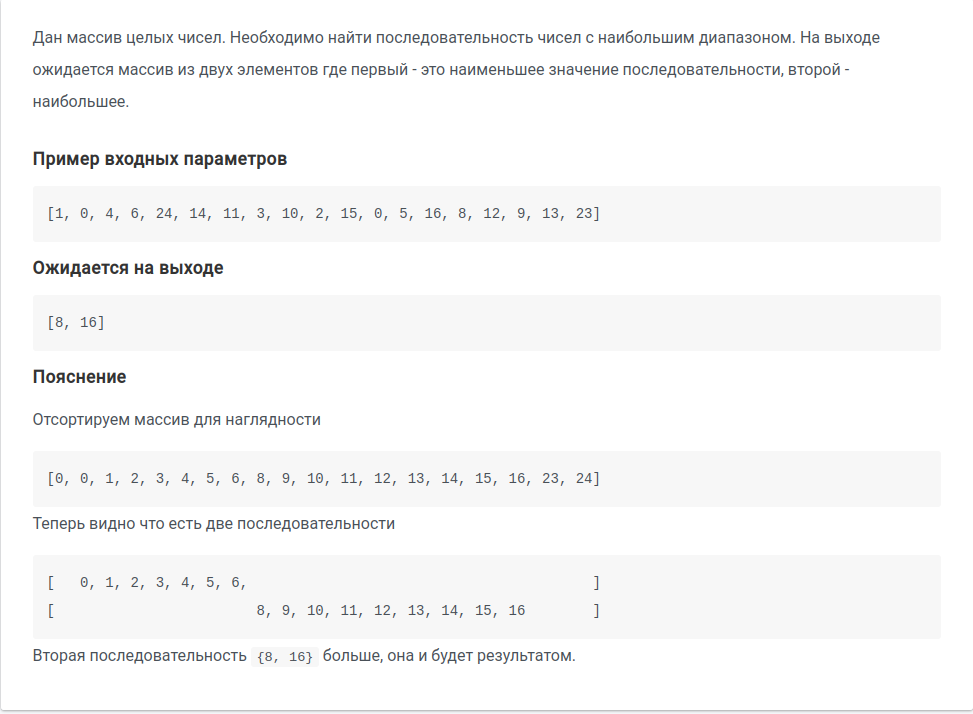 Дан массив целых чисел. Необходимо найти последовательность чисел с наибольшим диапазоном. На выходе
ожидается массив из двух элементов где первый - это наименьшее значение последовательности, второй -
наибольшее.
Пример входных параметров
[1, 0, 4, 6, 24, 14, 11, 3, 10, 2, 15, 0, 5, 16, 8, 12, 9, 13, 23]
Ожидается на выходе
[8, 16]
Пояснение
Отсортируем массив для наглядности
[0, 0, 1, 2, 3, 4, 5, 6, 8, 9, 10, 11, 12, 13, 14, 15, 16, 23, 24]
Теперь видно что есть две последовательности
[   0, 1, 2, 3, 4, 5, 6,                                         ]
[                        8, 9, 10, 11, 12, 13, 14, 15, 16        ]
Вторая последовательность {8, 16} больше, она и будет результатом.